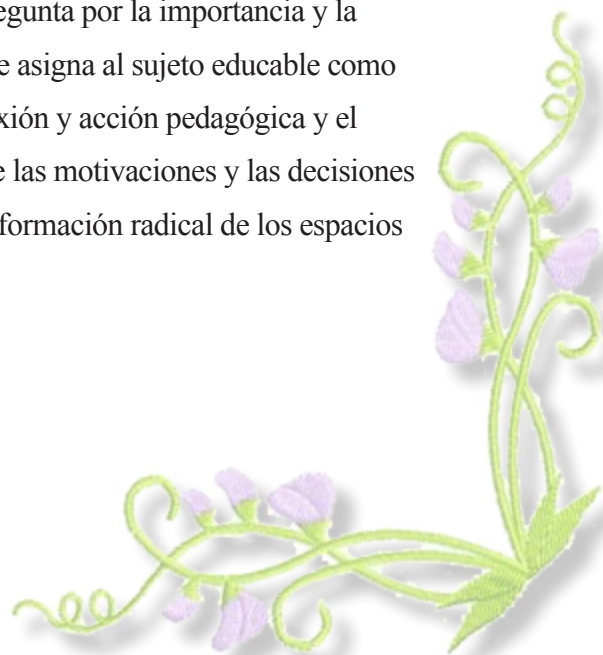 egunta por la importancia y la
e asigna al sujeto educable como
xión y acción pedagógica y el
e las motivaciones y las decisiones
formación radical de los espacios